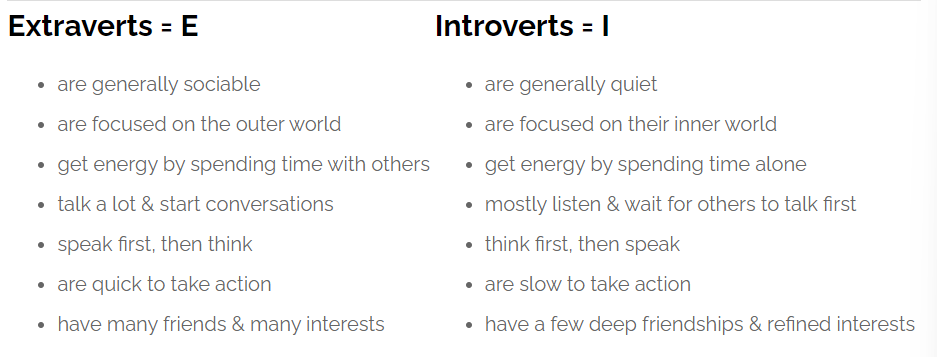 Extraverts = E
are generally sociable
are focused on the outer world
get energy by spending time with others
talk a lot & start conversations
speak first, then think
are quick to take action
have many friends & many interests
Introverts = I
are generally quiet
are focused on their inner world
get energy by spending time alone
mostly listen & wait for others to talk first
think first, then speak
are slow to take action
have a few deep friendships & refined interests